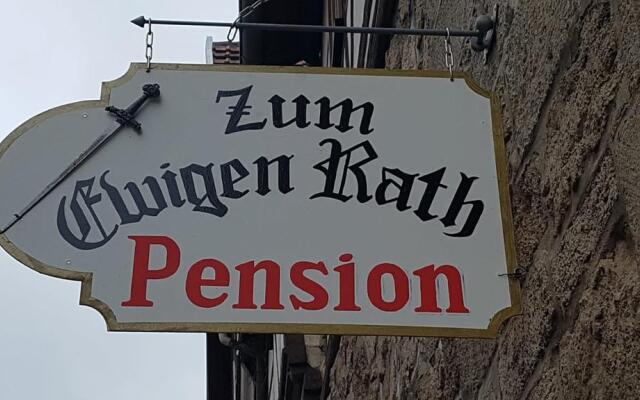 Zum
Ewigen Rath
Pension